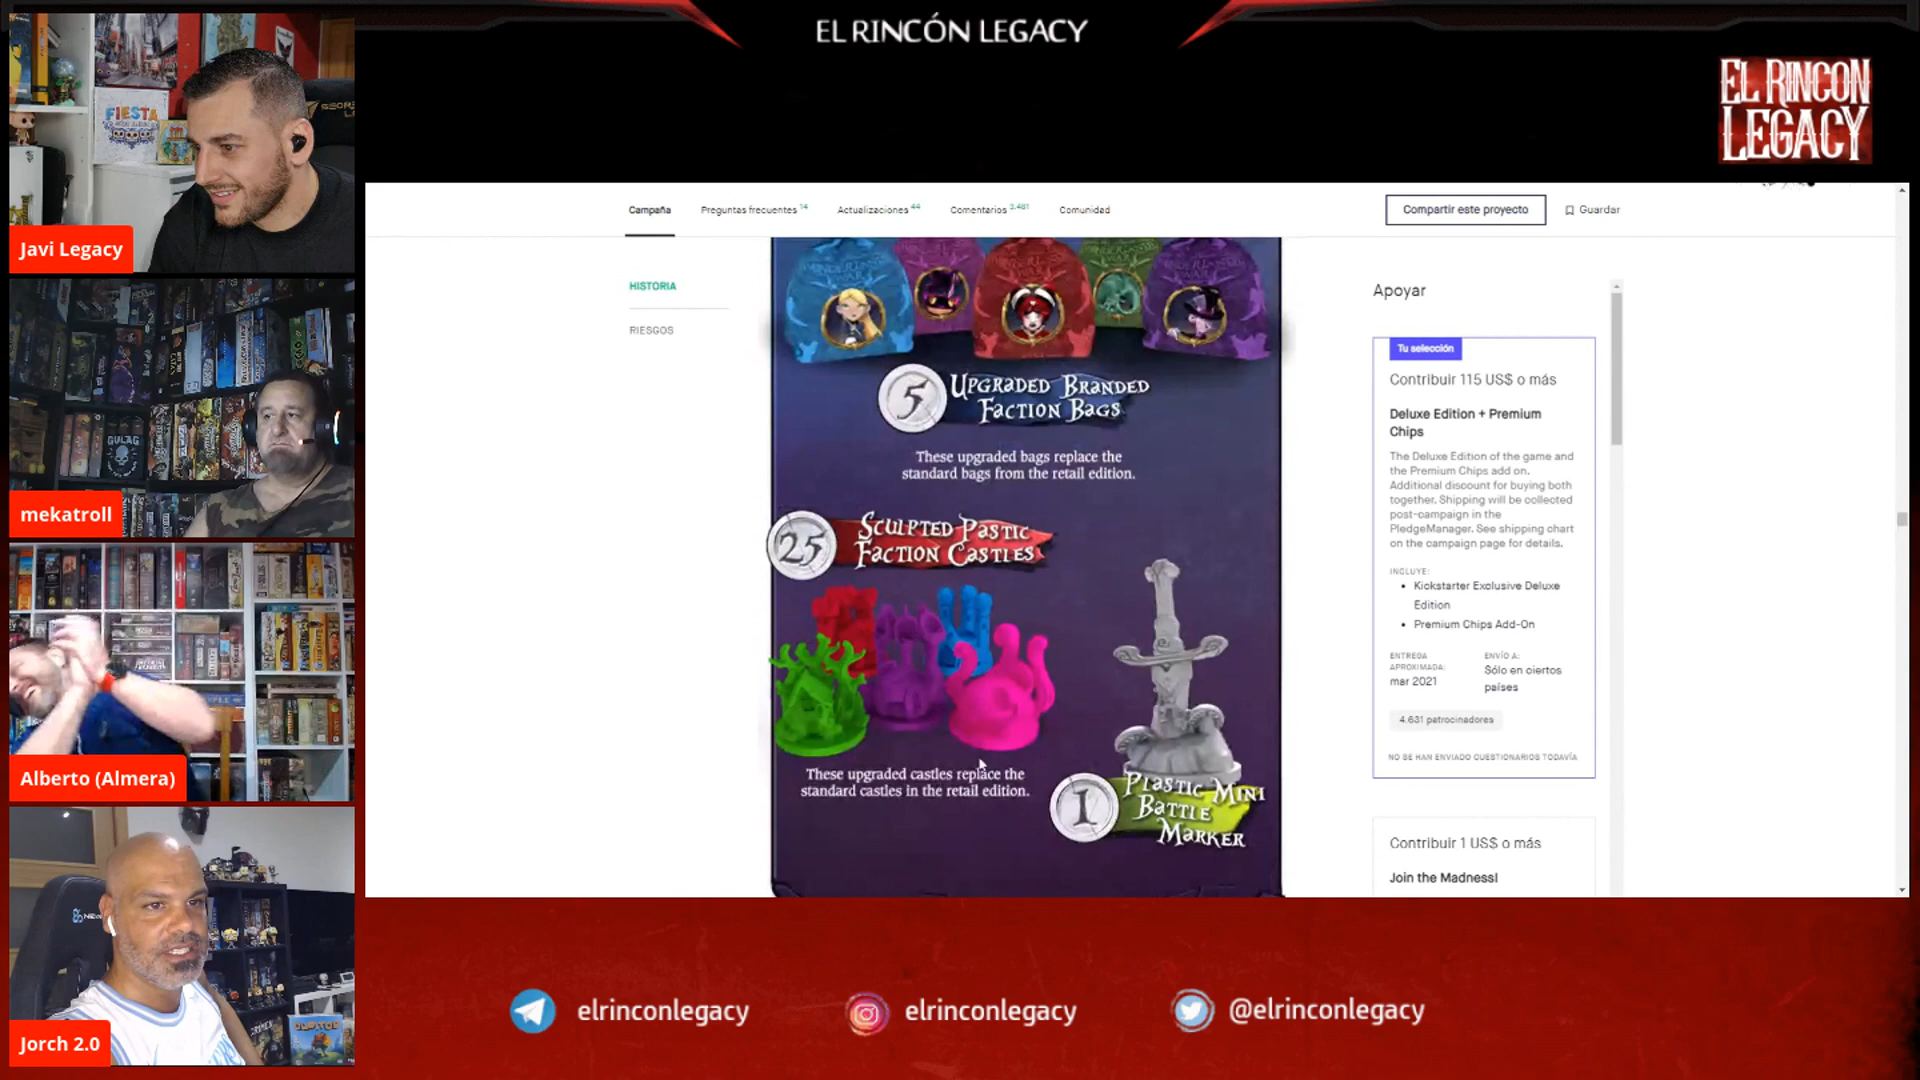 EL RINCÓN LEGACY
EL RINCON
LEGACY
FIESTA
Javi Legacy
GULAG
mekatroll
Alberto (Almera)
Jorch 2.0
Campaña
Preguntas frecuentes 14
Actualizaciones 44
Comentarios 3.481
Comunidad
Compartir este proyecto
Guardar
HISTORIA
RIESGOS
5 Upgraded Branded
Faction Bags
These upgraded bags replace the
standard bags from the retail edition.
25 Sculpted Pastic
Faction Castles
These upgraded castles replace the
standard castles in the retail edition.
1 Plastic Mini
Battle
Marker
Apoyar
Tu selección
Contribuir 115 US$ o más
Deluxe Edition + Premium
Chips
The Deluxe Edition of the game and
the Premium Chips add on.
Additional discount for buying both
together. Shipping will be collected
post-campaign in the
PledgeManager. See shipping chart
on the campaign page for details.
INCLUYE:
• Kickstarter Exclusive Deluxe
Edition
• Premium Chips Add-On
ENTREGA
APROXIMADA:
mar 2021
ENVÍO A:
Sólo en ciertos
países
4.631 patrocinadores
NO SE HAN ENVIADO CUESTIONARIOS TODAVÍA
Contribuir 1 US$ o más
Join the Madness!
elrinconlegacy
elrinconlegacy
@elrinconlegacy